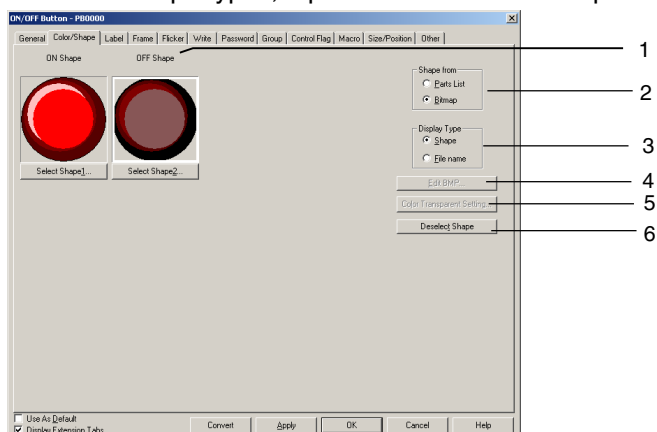 ON/OFF Button - PB0000
General Color/Shape Label Frame Flicker Write Password Group Control Flag Macro Size/Position Other
ON Shape OFF Shape
1
Shape from
Parts List
Bitmap
2
Display Type
Shape
File name
3
Select Shape1... Select Shape2...
Edit BMP...
4
Color Transparent Setting...
5
Deselect Shape
6
Use As Default
Display Extension Tabs
Convert Apply OK Cancel Help